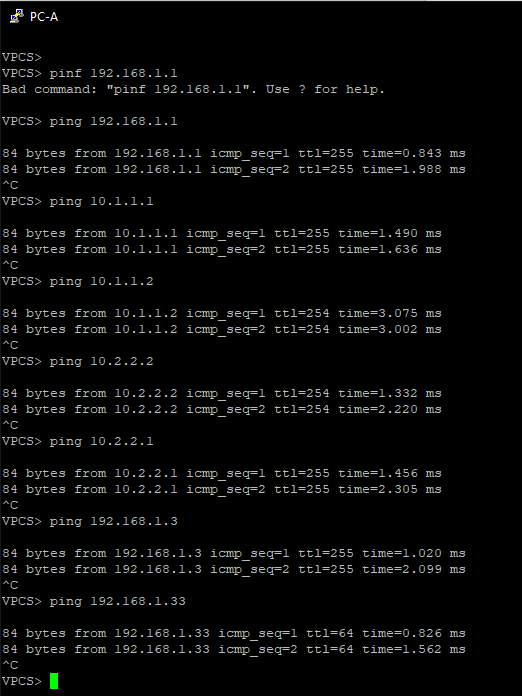 PC-A
VPCS>
VPCS> pinf 192.168.1.1
Bad command: "pinf 192.168.1.1". Use ? for help.
VPCS> ping 192.168.1.1
84 bytes from 192.168.1.1 icmp_seq=1 ttl=255 time=0.843 ms
84 bytes from 192.168.1.1 icmp_seq=2 ttl=255 time=1.988 ms
^C
VPCS> ping 10.1.1.1
84 bytes from 10.1.1.1 icmp_seq=1 ttl=255 time=1.490 ms
84 bytes from 10.1.1.1 icmp_seq=2 ttl=255 time=1.636 ms
^C
VPCS> ping 10.1.1.2
84 bytes from 10.1.1.2 icmp_seq=1 ttl=254 time=3.075 ms
84 bytes from 10.1.1.2 icmp_seq=2 ttl=254 time=3.002 ms
^C
VPCS> ping 10.2.2.2
84 bytes from 10.2.2.2 icmp_seq=1 ttl=254 time=1.332 ms
84 bytes from 10.2.2.2 icmp_seq=2 ttl=254 time=2.220 ms
^C
VPCS> ping 10.2.2.1
84 bytes from 10.2.2.1 icmp_seq=1 ttl=255 time=1.456 ms
84 bytes from 10.2.2.1 icmp_seq=2 ttl=255 time=2.305 ms
^C
VPCS> ping 192.168.1.3
84 bytes from 192.168.1.3 icmp_seq=1 ttl=255 time=1.020 ms
84 bytes from 192.168.1.3 icmp_seq=2 ttl=255 time=2.099 ms
^C
VPCS> ping 192.168.1.33
84 bytes from 192.168.1.33 icmp_seq=1 ttl=64 time=0.826 ms
84 bytes from 192.168.1.33 icmp_seq=2 ttl=64 time=1.562 ms
^C
VPCS>